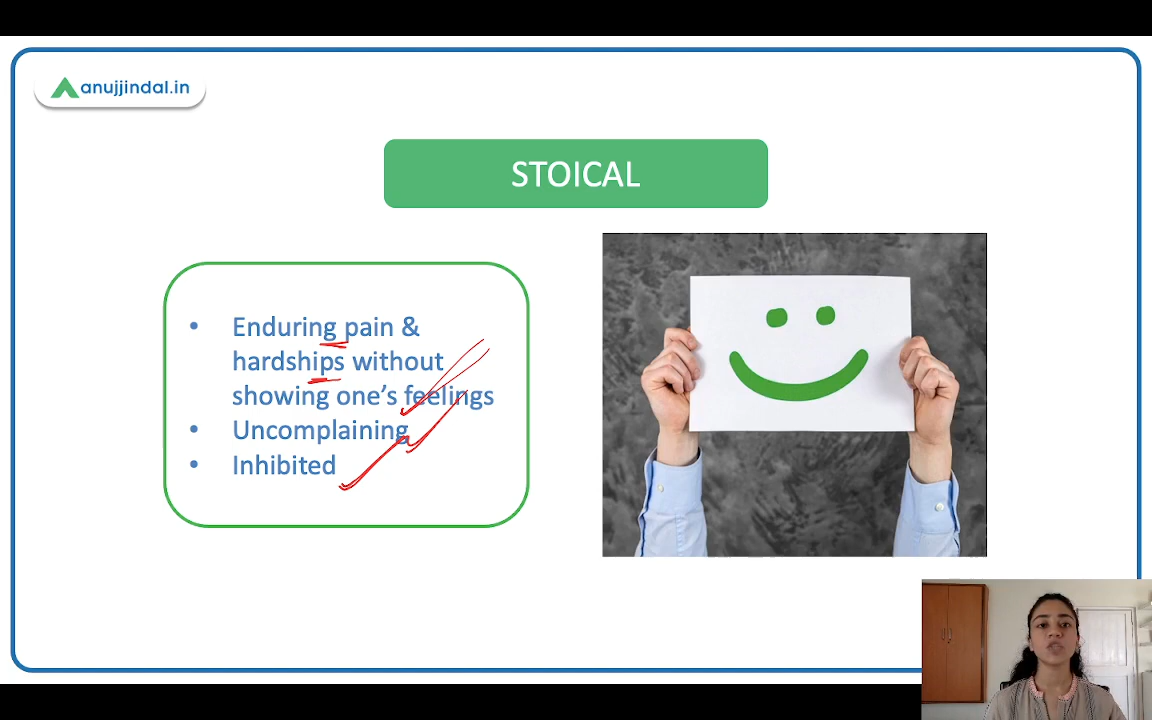 anujjindal.in
STOICAL
• Enduring pain &
hardships without
showing one's feelings
• Uncomplaining
• Inhibited